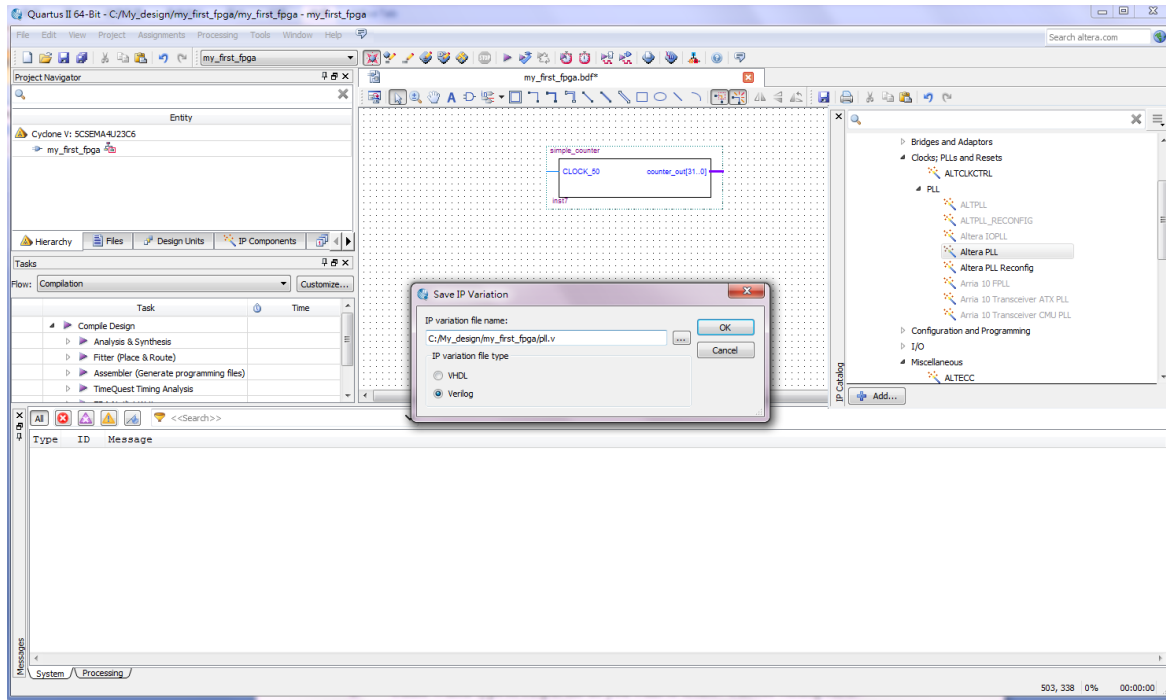 Quartus II 64-Bit - C:/My_design/my_first_fpga/my_first_fpga - my_first_fpga
File Edit View Project Assignments Processing Tools Window Help
Search altera.com
my_first_fpga
Project Navigator
my_first_fpga.bdf*
Entity
Cyclone V: 5CSEMA4U23C6
my_first_fpga
Hierarchy Files Design Units IP Components
Tasks
Flow: Compilation Customize...
Task Time
Compile Design
Analysis & Synthesis
Fitter (Place & Route)
Assembler (Generate programming files)
TimeQuest Timing Analysis
simple_counter
CLOCK_50 counter_out[31..0]
inst7
Save IP Variation
IP variation file name:
C:/My_design/my_first_fpga/pll.v
...
OK
IP variation file type
Cancel
VHDL
Verilog
Bridges and Adaptors
Clocks; PLLs and Resets
ALTCLKCTRL
PLL
ALTPLL
ALTPLL_RECONFIG
Altera IOPLL
Altera PLL
Altera PLL Reconfig
Arria 10 FPLL
Arria 10 Transceiver ATX PLL
Arria 10 Transceiver CMU PLL
Configuration and Programming
I/O
Miscellaneous
ALTECC
IP Catalog
Add...
All <<Search>>
Type ID Message
Messages
System Processing
503, 338 0% 00:00:00